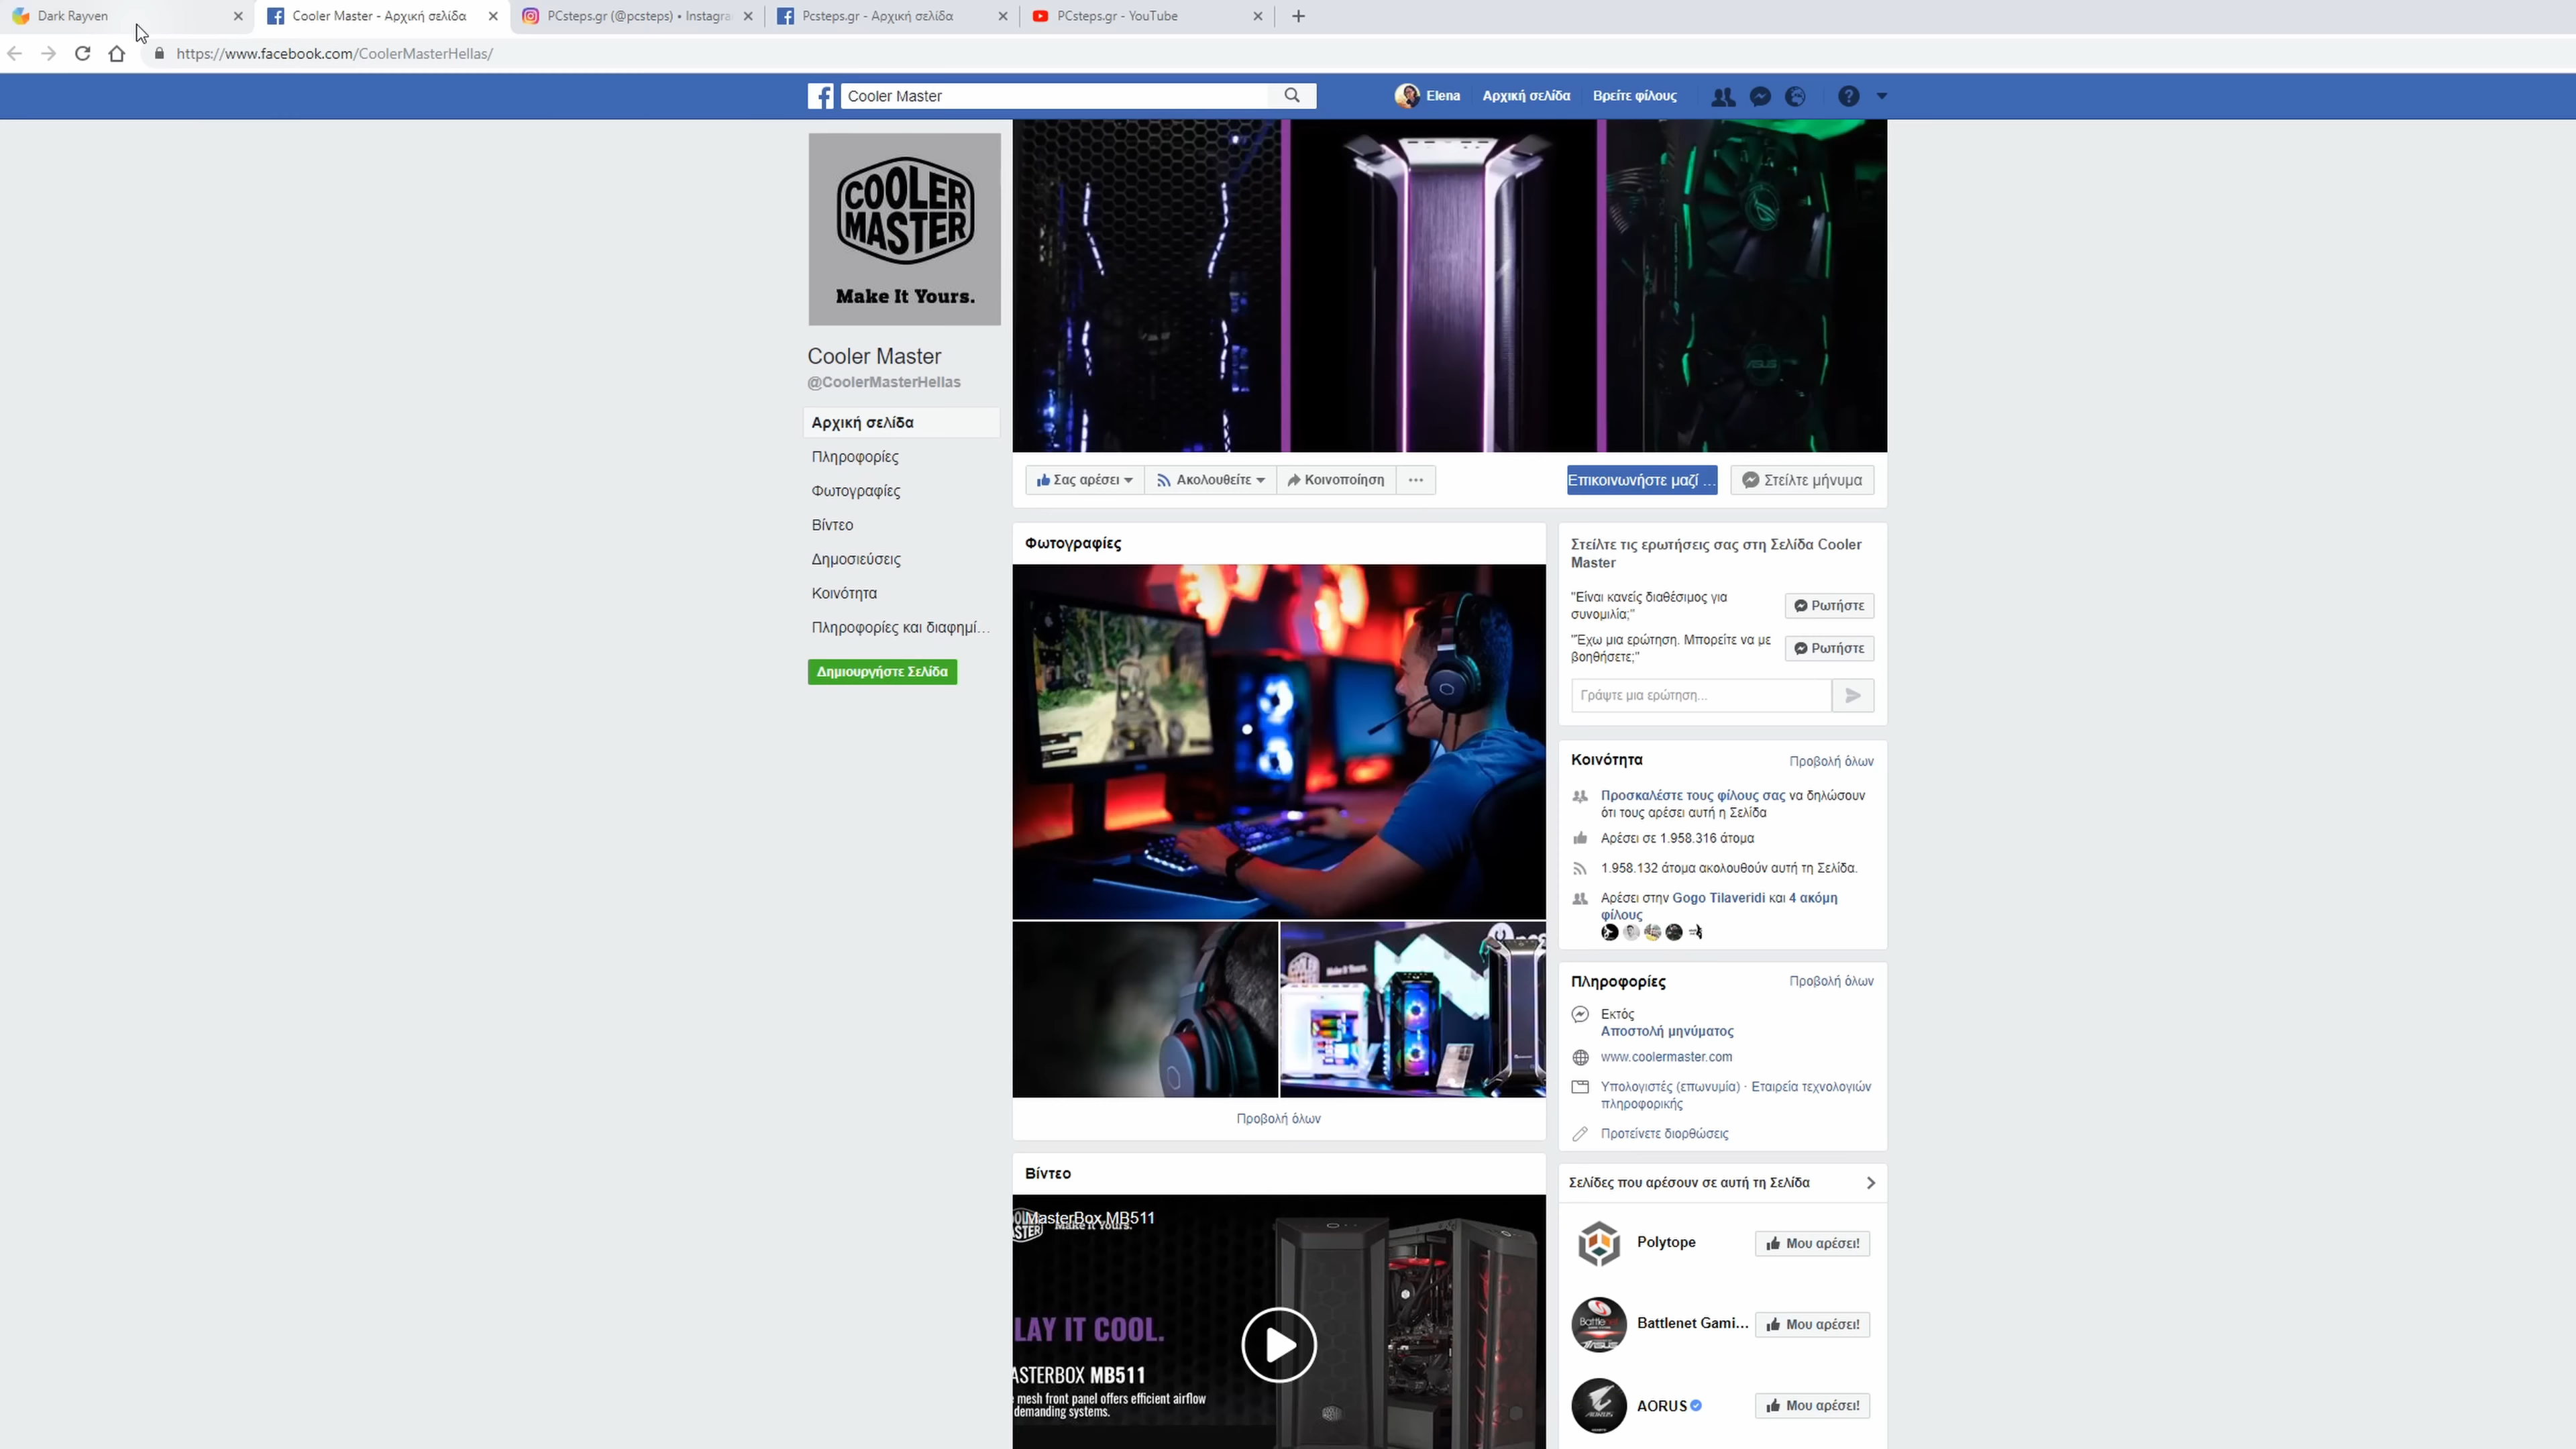 Dark Rayven
Cooler Master - Αρχική σελίδα
PCsteps.gr (@pcsteps) • Instagra
Pcsteps.gr - Αρχική σελίδα
PCsteps.gr - YouTube
https://www.facebook.com/CoolerMasterHellas/
Cooler Master
Elena
Αρχική σελίδα
Βρείτε φίλους
COOLER
MASTER
Make It Yours.
Cooler Master
@CoolerMasterHellas
Αρχική σελίδα
Πληροφορίες
Φωτογραφίες
Βίντεο
Δημοσιεύσεις
Κοινότητα
Πληροφορίες και διαφημί...
Δημιουργήστε Σελίδα
Σας αρέσει
Ακολουθείτε
Κοινοποίηση
Επικοινωνήστε μαζί ...
Στείλτε μήνυμα
Φωτογραφίες
Προβολή όλων
Βίντεο
MasterBox MB511
Make It Yours.
LAY IT COOL.
ASTERBOX MB511
mesh front panel offers efficient airflow
demanding systems.
Στείλτε τις ερωτήσεις σας στη Σελίδα Cooler
Master
"Είναι κανείς διαθέσιμος για
συνομιλία;"
Ρωτήστε
"Έχω μια ερώτηση. Μπορείτε να με
βοηθήσετε;"
Ρωτήστε
Γράψτε μια ερώτηση...
Κοινότητα
Προβολή όλων
Προσκαλέστε τους φίλους σας να δηλώσουν
ότι τους αρέσει αυτή η Σελίδα
Αρέσει σε 1.958.316 άτομα
1.958.132 άτομα ακολουθούν αυτή τη Σελίδα.
Αρέσει στην Gogo Tilaveridi και 4 ακόμη
φίλους
Πληροφορίες
Προβολή όλων
Εκτός
Αποστολή μηνύματος
www.coolermaster.com
Υπολογιστές (επωνυμία) · Εταιρεία τεχνολογιών
πληροφορικής
Προτείνετε διορθώσεις
Σελίδες που αρέσουν σε αυτή τη Σελίδα
Polytope
Μου αρέσει!
Battlenet Gami...
Μου αρέσει!
AORUS
Μου αρέσει!